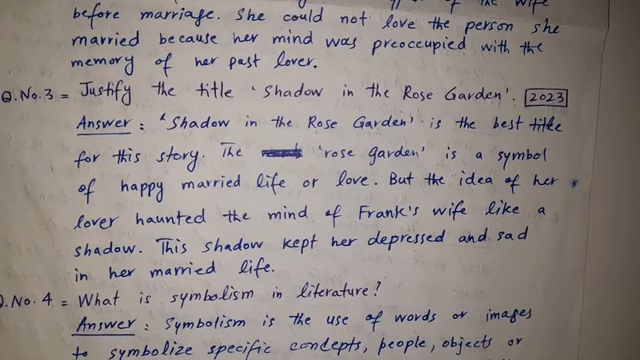 of the wife
before marriage. She could not love the person she
married because her mind was preoccupied with the
memory of her past lover.
Q.No.3 = Justify the title 'Shadow in the Rose Garden'. 2023
Answer : 'Shadow in the Rose Garden' is the best title
for this story. The 'rose garden' is a symbol
of happy married life or love. But the idea of her
lover haunted the mind of Frank's wife like a
shadow. This shadow kept her depressed and sad
in her married life.
Q.No. 4 = What is symbolism in literature?
Answer : Symbolism is the use of words or images
to symbolize specific concepts, people, objects or